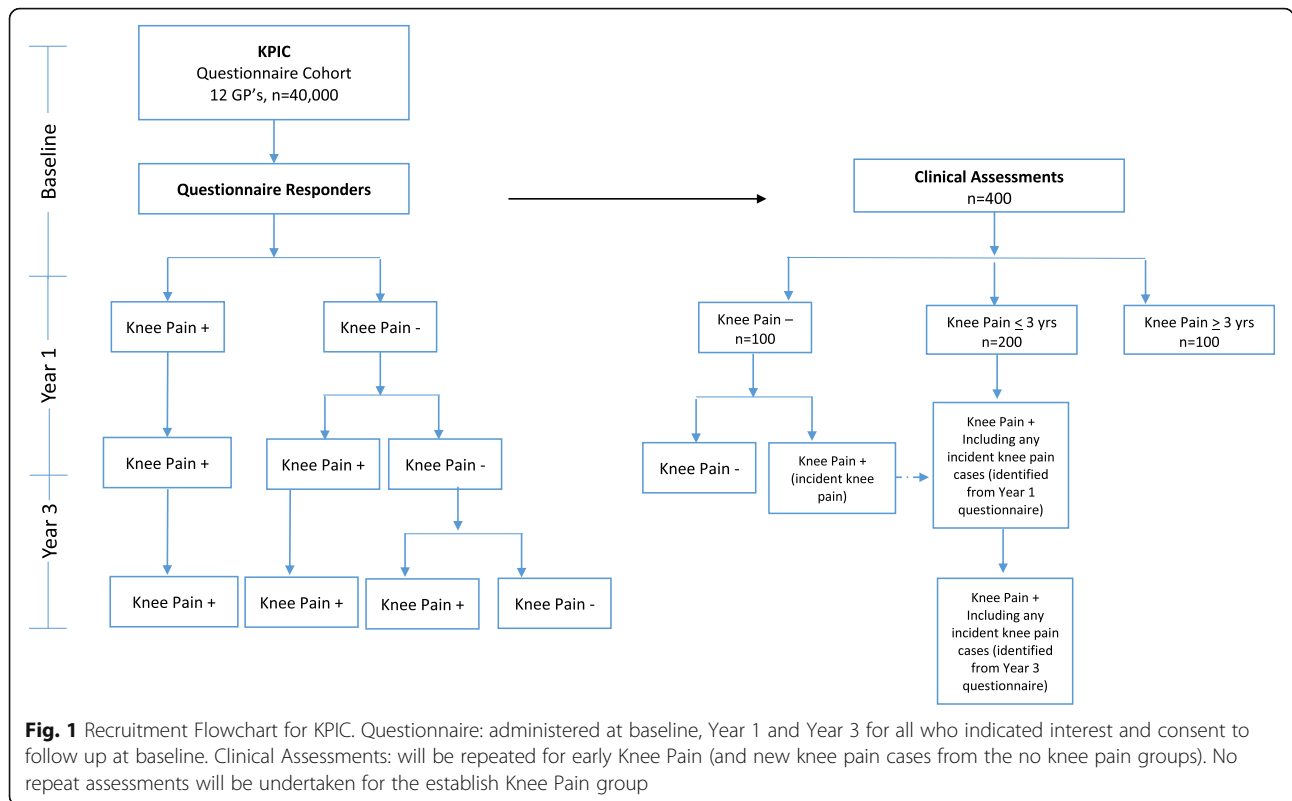 KPIC
Questionnaire Cohort
12 GP's, n=40,000
Questionnaire Responders
Clinical Assessments
n=400
Baseline
Year 1
Year 3
Knee Pain +
Knee Pain -
Knee Pain –
n=100
Knee Pain ≤ 3 yrs
n=200
Knee Pain ≥ 3 yrs
n=100
Knee Pain +
Knee Pain +
Knee Pain -
Knee Pain -
Knee Pain +
(incident knee
pain)
Knee Pain +
Including any
incident knee pain
cases (identified
from Year 1
questionnaire)
Knee Pain +
Knee Pain +
Knee Pain +
Knee Pain -
Knee Pain +
Including any
incident knee pain
cases (identified
from Year 3
questionnaire)
Fig. 1 Recruitment Flowchart for KPIC. Questionnaire: administered at baseline, Year 1 and Year 3 for all who indicated interest and consent to
follow up at baseline. Clinical Assessments: will be repeated for early Knee Pain (and new knee pain cases from the no knee pain groups). No
repeat assessments will be undertaken for the establish Knee Pain group